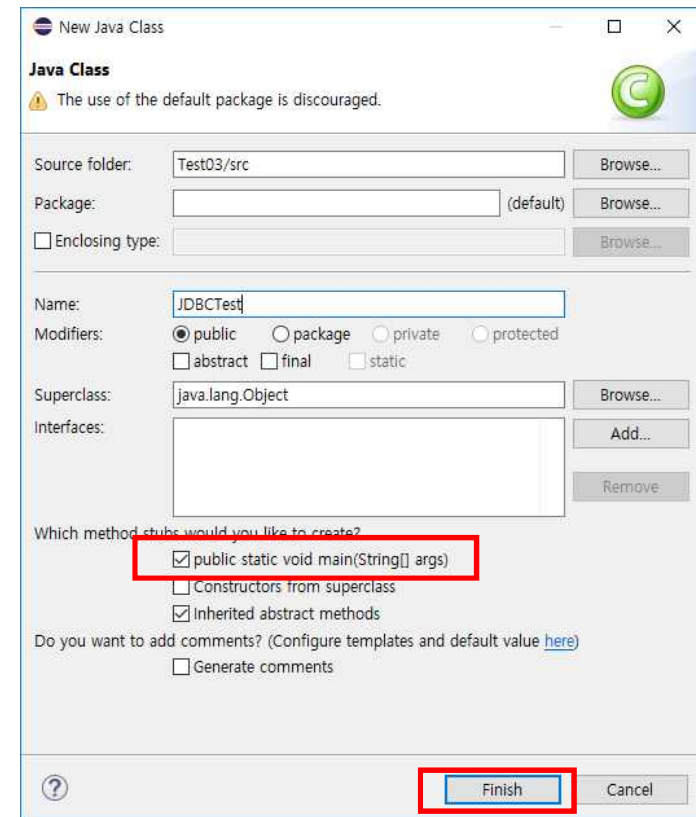 New Java Class
Java Class
The use of the default package is discouraged.
Source folder: Test03/src Browse...
Package: (default) Browse...
Enclosing type: Browse...
Name: JDBCTest
Modifiers: public package private protected
abstract final static
Superclass: java.lang.Object Browse...
Interfaces: Add...
Remove
Which method stubs would you like to create?
public static void main(String[] args)
Constructors from superclass
Inherited abstract methods
Do you want to add comments? (Configure templates and default value here)
Generate comments
? Finish Cancel